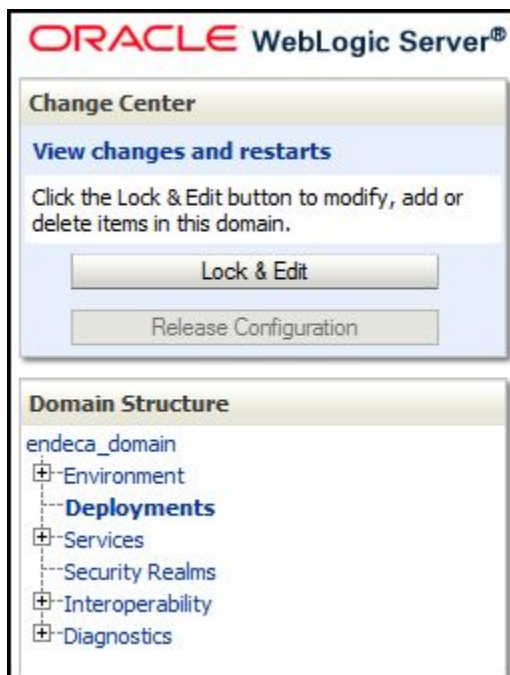 ORACLE WebLogic Server®
Change Center
View changes and restarts
Click the Lock & Edit button to modify, add or
delete items in this domain.
Lock & Edit
Release Configuration
Domain Structure
endeca_domain
Environment
Deployments
Services
Security Realms
Interoperability
Diagnostics